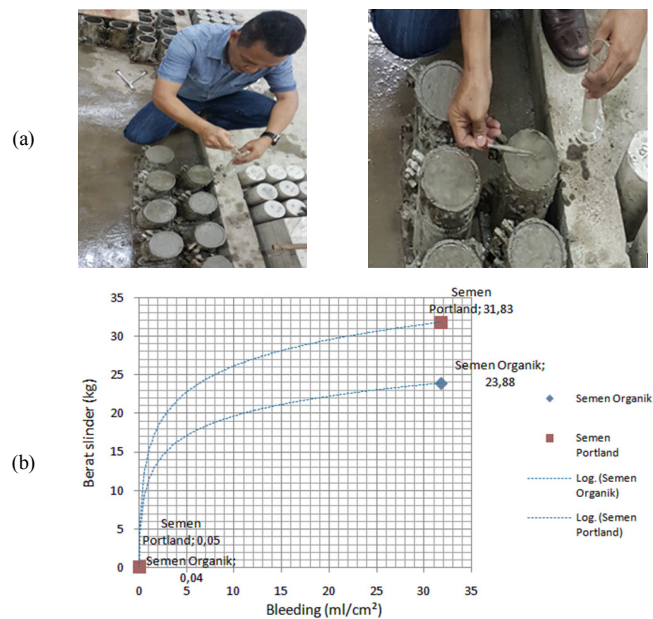 (a)
(b)
35
30
25
20
15
10
5
0
Berat slinder (kg)
Semen
Portland; 31,83
Semen Organik;
23,88
Semen
Portland; 0,05
Semen Organik;
0,04
0
5
10
15
20
25
30
35
Bleeding (ml/cm²)
Semen Organik
Semen
Portland
Log. (Semen
Organik)
Log. (Semen
Portland)